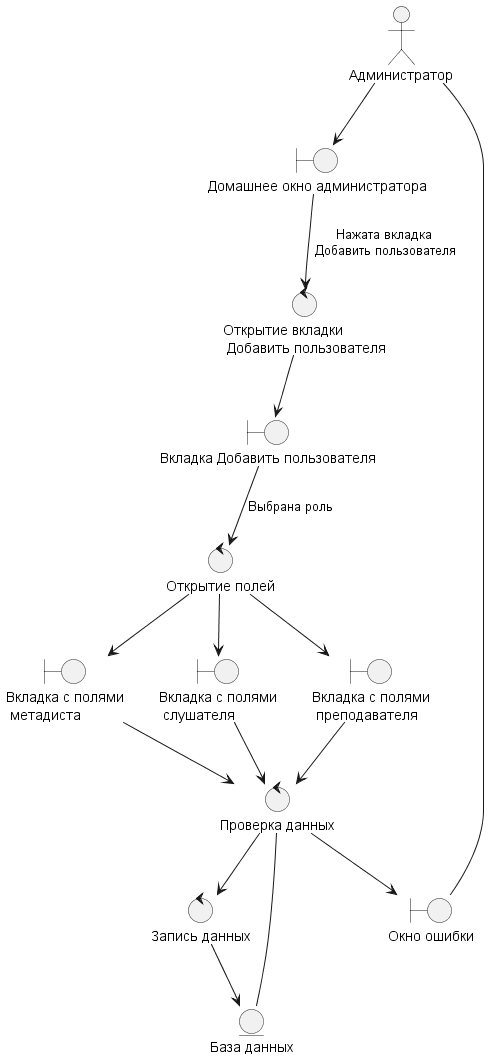 Администратор
Домашнее окно администратора
Нажата вкладка
Добавить пользователя
Открытие вкладки
Добавить пользователя
Вкладка Добавить пользователя
Выбрана роль
Открытие полей
Вкладка с полями
метадиста
Вкладка с полями
слушателя
Вкладка с полями
преподавателя
Проверка данных
Запись данных
Окно ошибки
База данных